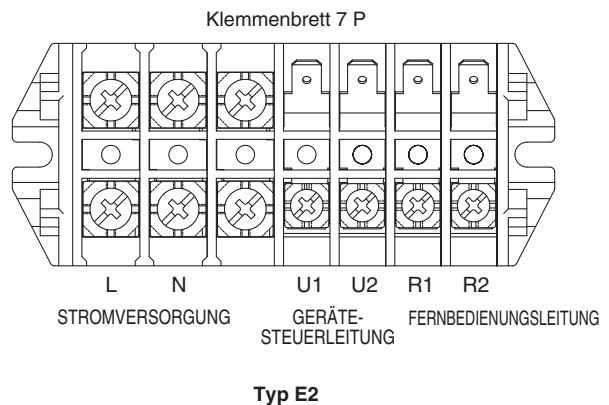 Klemmenbrett 7 P
L N U1 U2 R1 R2
STROMVERSORGUNG GERÄTE- FERNBEDIENUNGSLEITUNG
STEUERLEITUNG
Typ E2